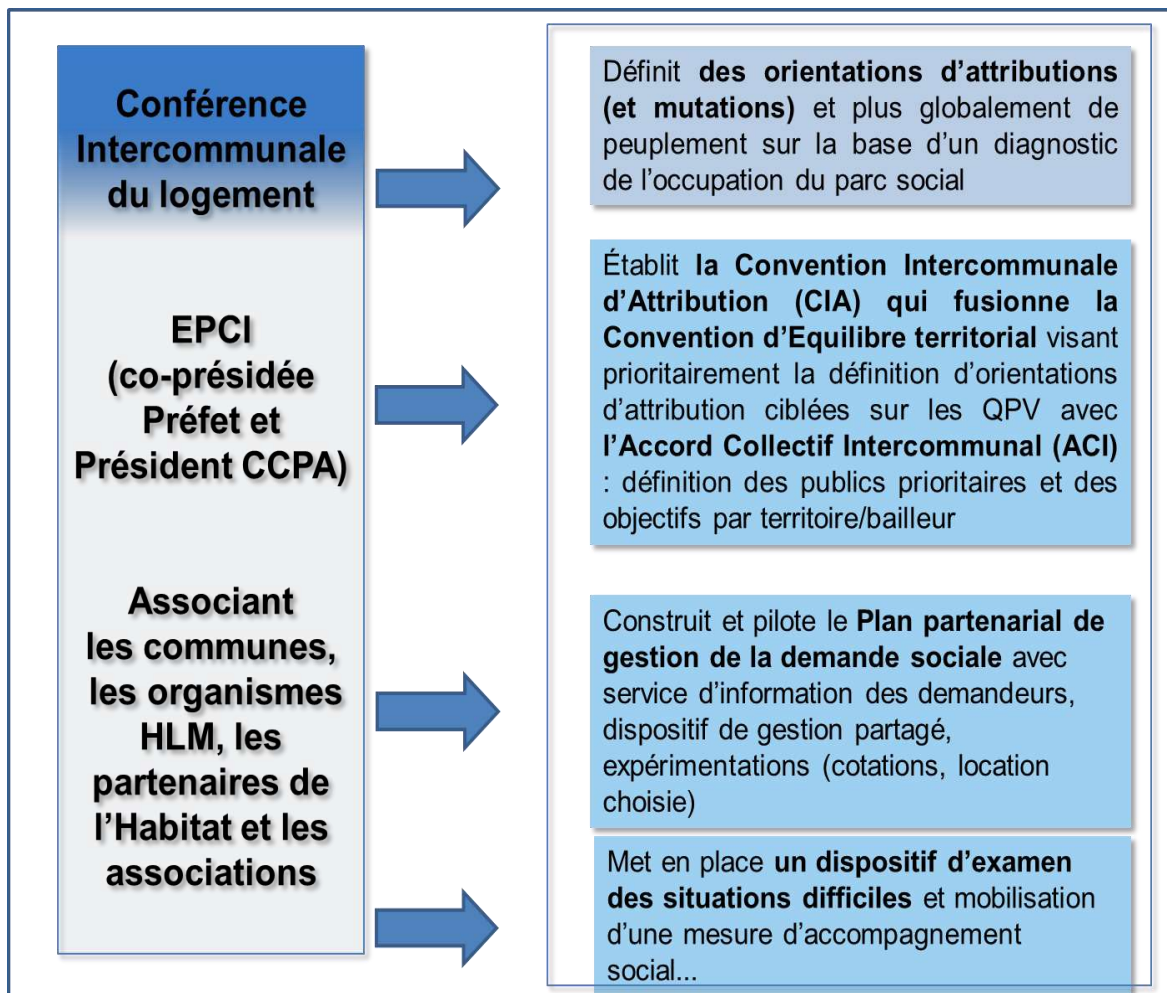 Conférence
Intercommunale
du logement
EPCI
(co-présidée
Préfet et
Président CCPA)
Associant
les communes,
les organismes
HLM, les
partenaires de
l'Habitat et les
associations
Définit des orientations d'attributions
(et mutations) et plus globalement de
peuplement sur la base d'un diagnostic
de l'occupation du parc social
Établit la Convention Intercommunale
d'Attribution (CIA) qui fusionne la
Convention d'Equilibre territorial visant
prioritairement la définition d'orientations
d'attribution ciblées sur les QPV avec
l'Accord Collectif Intercommunal (ACI)
: définition des publics prioritaires et des
objectifs par territoire/bailleur
Construit et pilote le Plan partenarial de
gestion de la demande sociale avec
service d'information des demandeurs,
dispositif de gestion partagé,
expérimentations (cotations, location
choisie)
Met en place un dispositif d'examen
des situations difficiles et mobilisation
d'une mesure d'accompagnement
social...